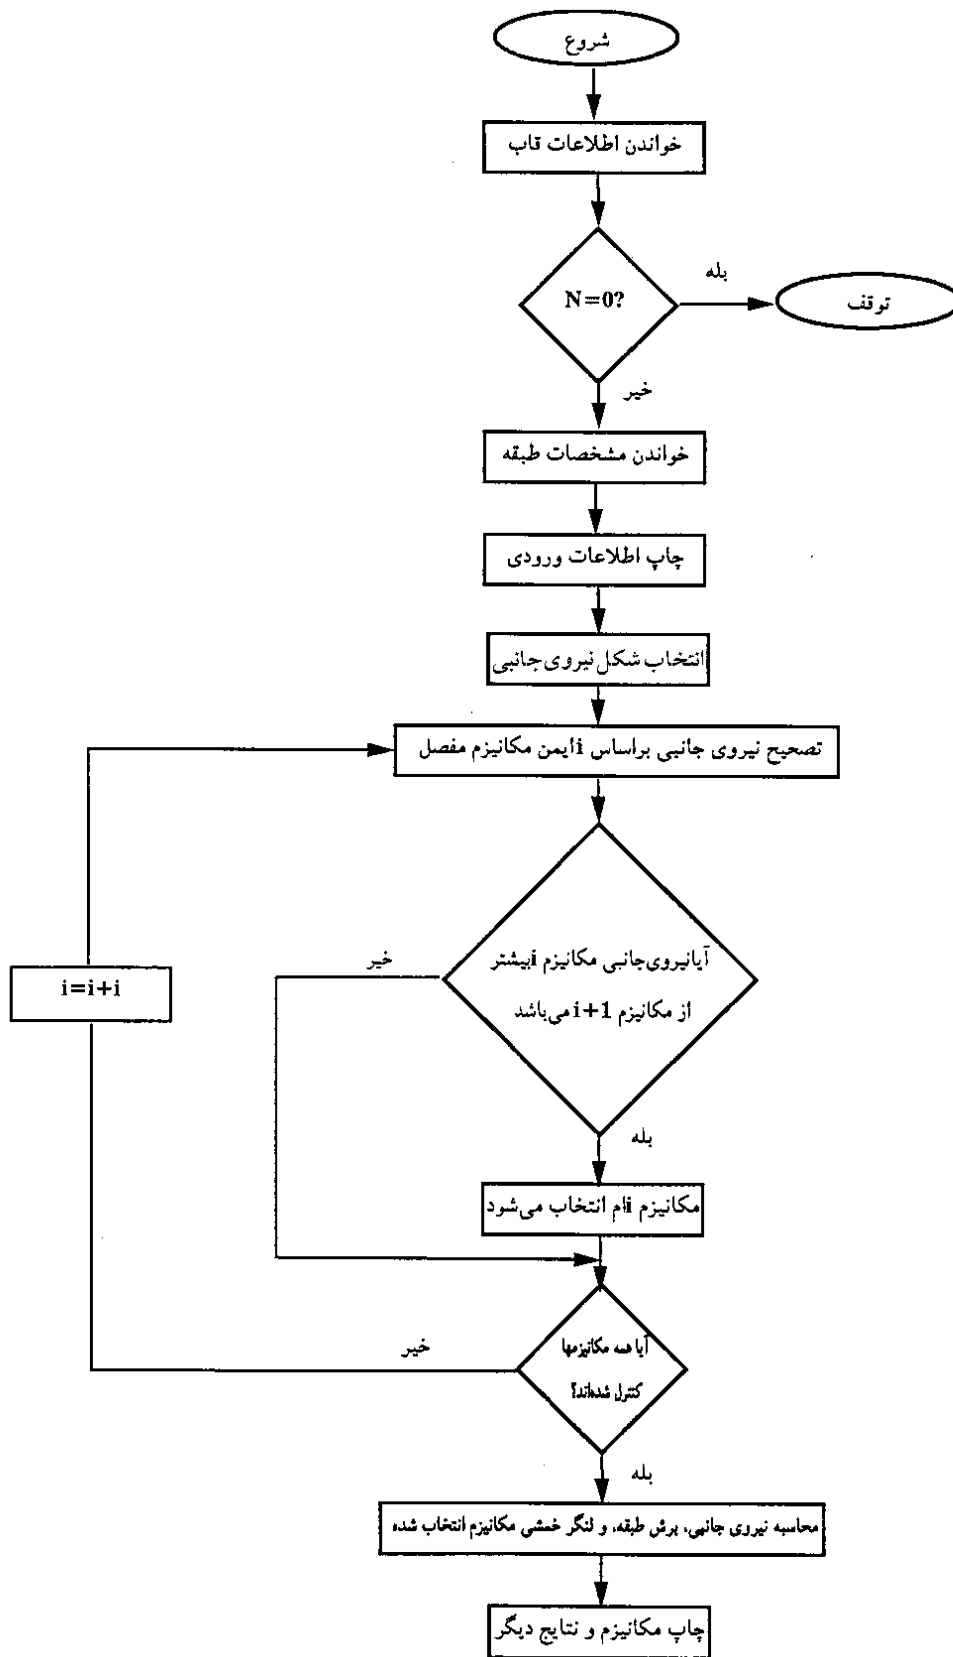 شروع
خواندن اطلاعات قاب
N=0?
بله
توقف
خیر
خواندن مشخصات طبقه
چاپ اطلاعات ورودی
انتخاب شکل نیروی جانبی
تصحیح نیروی جانبی براساس iایمن مکانیزم مفصل
آیانیروی‌جانبی مکانیزم iبیشتر
از مکانیزم i+1 می‌باشد
خیر
i=i+i
بله
مکانیزم iام انتخاب می‌شود
آیا همه مکانیزمها
کنترل شده‌اند؟
خیر
بله
محاسبه نیروی جانبی، برش طبقه، و لنگر خمشی مکانیزم انتخاب شده
چاپ مکانیزم و نتایج دیگر